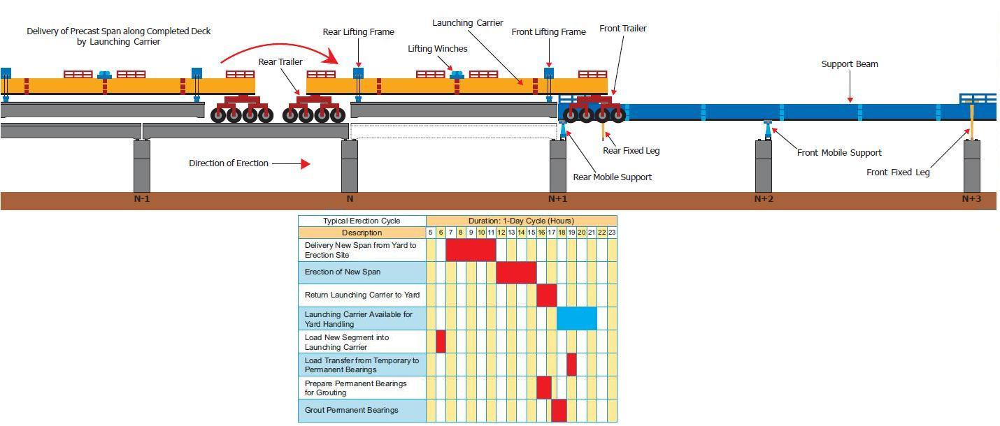 Delivery of Precast Span along Completed Deck
by Launching Carrier
Rear Lifting Frame
Launching Carrier
Front Lifting Frame
Front Trailer
Lifting Winches
Rear Trailer
Support Beam
Rear Fixed Leg
Front Mobile Support
Direction of Erection
Rear Mobile Support
Front Fixed Leg
N-1
N
N+1
N+2
N+3
Typical Erection Cycle
Duration: 1-Day Cycle (Hours)
Description
5 6 7 8 9 10 11 12 13 14 15 16 17 18 19 20 21 22 23
Delivery New Span from Yard to
Erection Site
Erection of New Span
Return Launching Carrier to Yard
Launching Carrier Available for
Yard Handling
Load New Segment into
Launching Carrier
Load Transfer from Temporary to
Permanent Bearings
Prepare Permanent Bearings
for Grouting
Grout Permanent Bearings